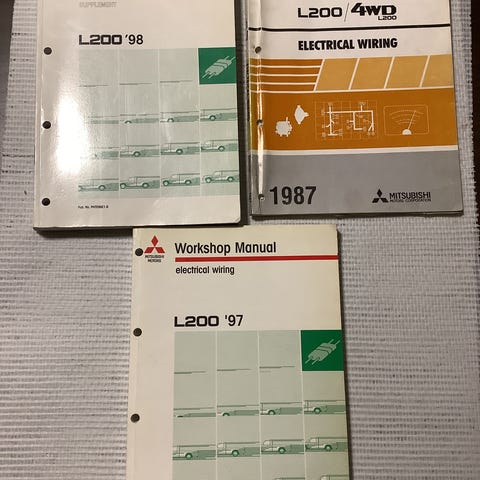 SUPPLEMENT
L200 '98
L200/4WD
L200
ELECTRICAL WIRING
1987
MITSUBISHI
MOTORS CORPORATION
MITSUBISHI
MOTORS
Workshop Manual
electrical wiring
L200 '97